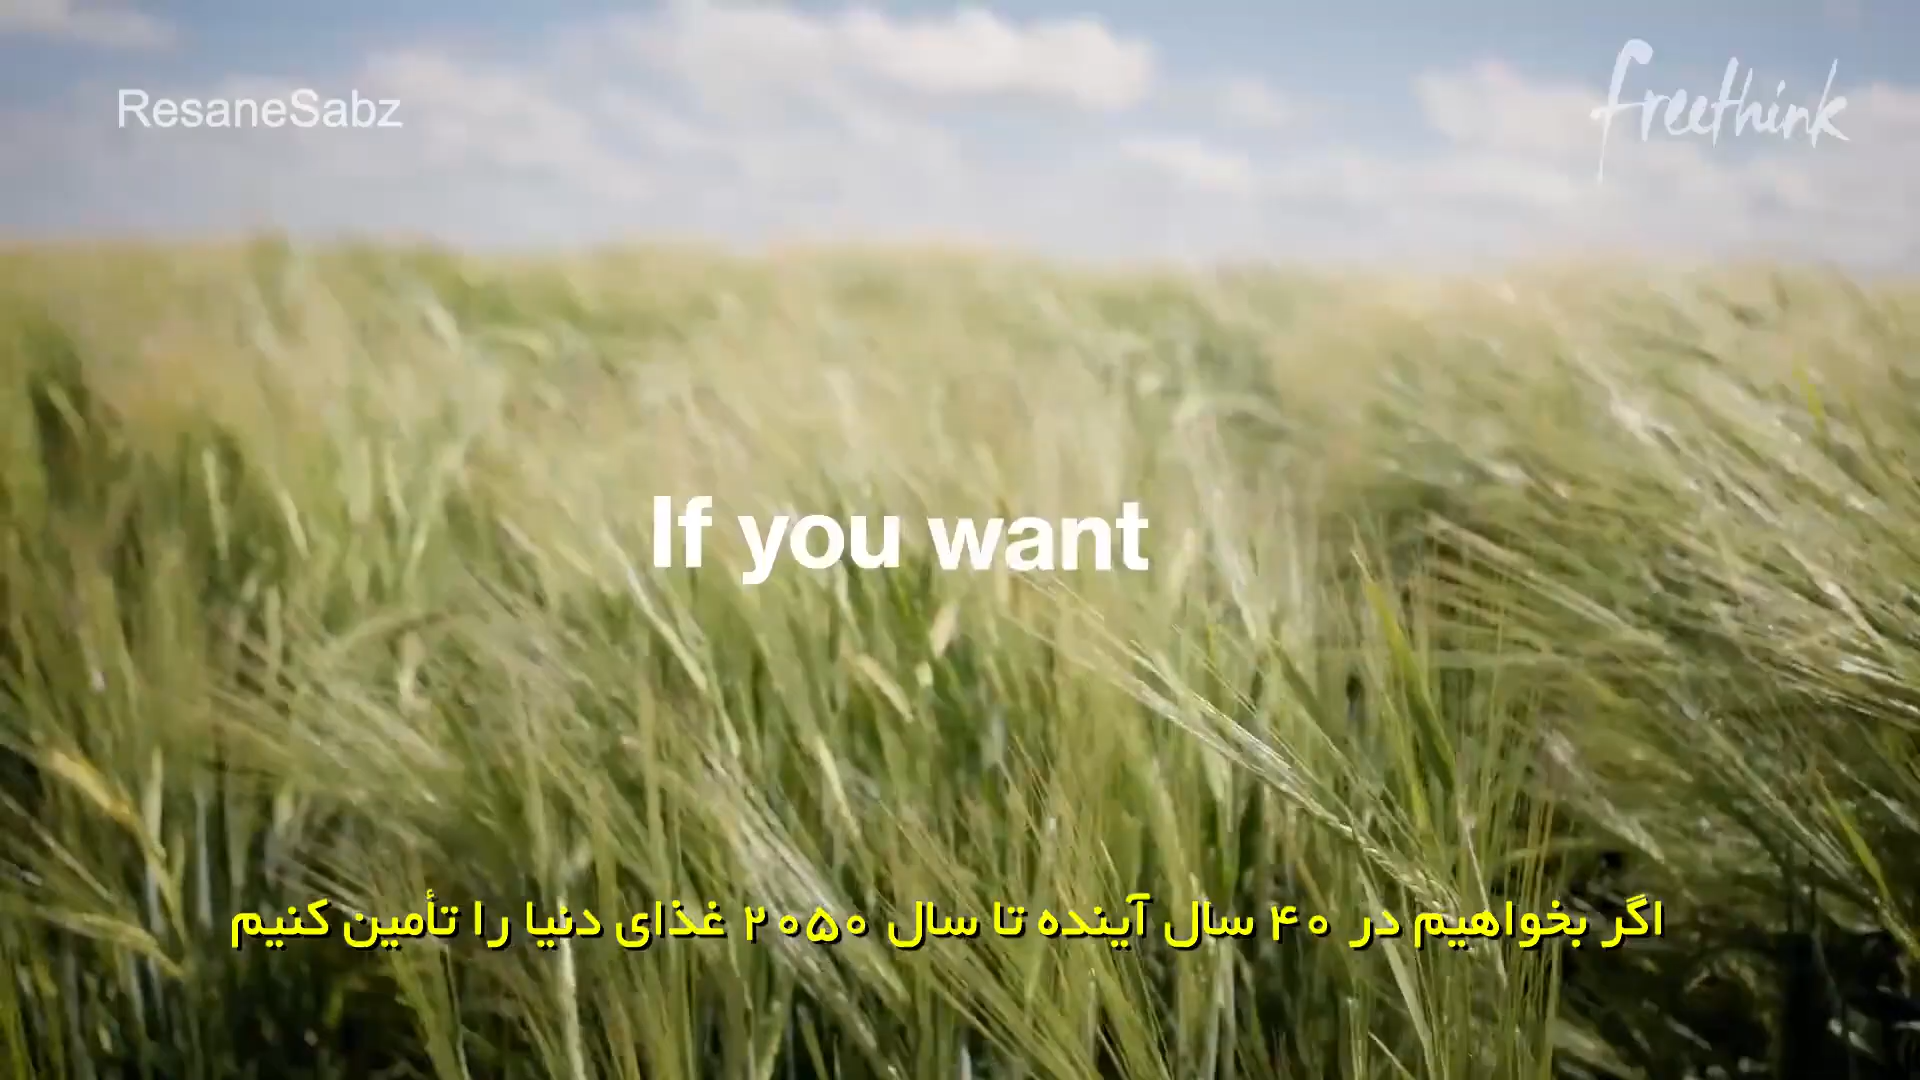 ResaneSabz
freethink
If you want
اگر بخواهیم در ۴۰ سال آینده تا سال ۲۰۵۰ غذای دنیا را تأمین کنیم